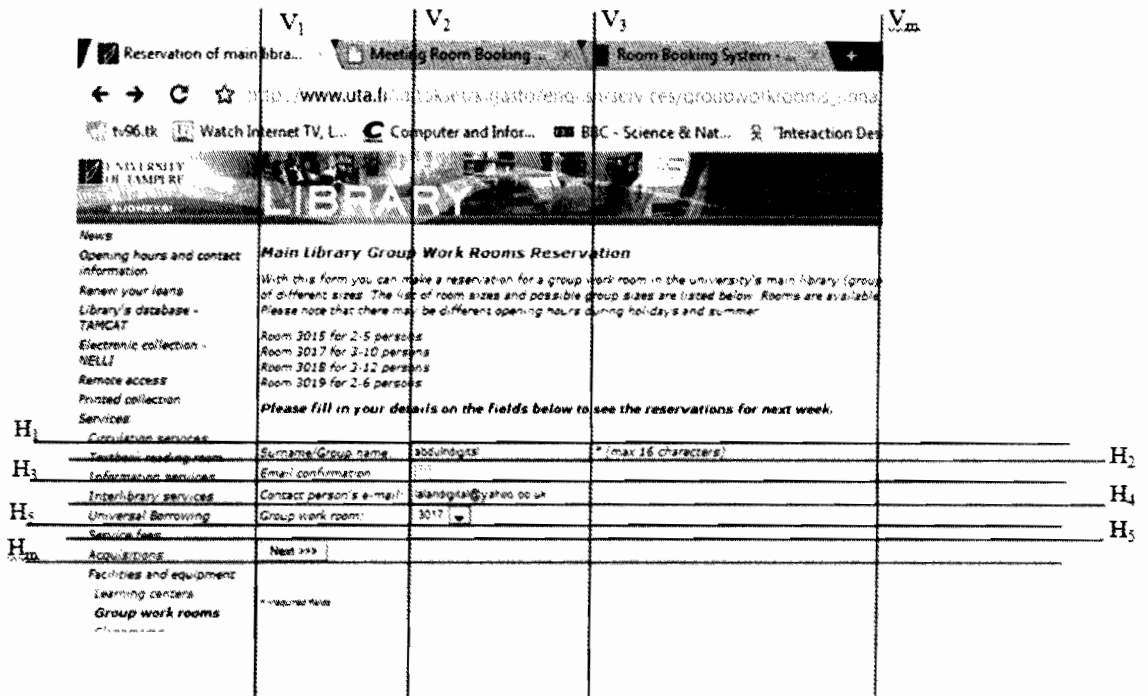 V1 V2 V3 Vm
Reservation of main libra... Meeting Room Booking ... Room Booking System - ...
www.uta.fi
tv96.tk Watch Internet TV, L... Computer and Infor... BBC - Science & Nat... "Interaction Des
UNIVERSITY
OF TAMPERE
SUOMEKSI
LIBRARY
News
Opening hours and contact
information
Renew your loans
Library's database -
TAMCAT
Electronic collection -
NELLI
Remote access
Printed collection
Services
Circulation services
Textbook reading room
Information services
Interlibrary services
Universal Borrowing
Service fees
Acquisitions
Facilities and equipment
Learning centers
Group work rooms
Main Library Group Work Rooms Reservation
With this form you can make a reservation for a group work room in the university's main library (group
of different sizes. The list of room sizes and possible group sizes are listed below. Rooms are available
Please note that there may be different opening hours during holidays and summer
Room 3015 for 2-5 persons
Room 3017 for 3-10 persons
Room 3018 for 3-12 persons
Room 3019 for 2-6 persons
Please fill in your details on the fields below to see the reservations for next week.
Surname/Group name abdulndigital * (max 16 characters)
Email confirmation
Contact person's e-mail: lalandigital@yahoo.co.uk
Group work room: 3017
Next >>>
* required fields
H1
H2
H3
H4
H5
H5
Hm